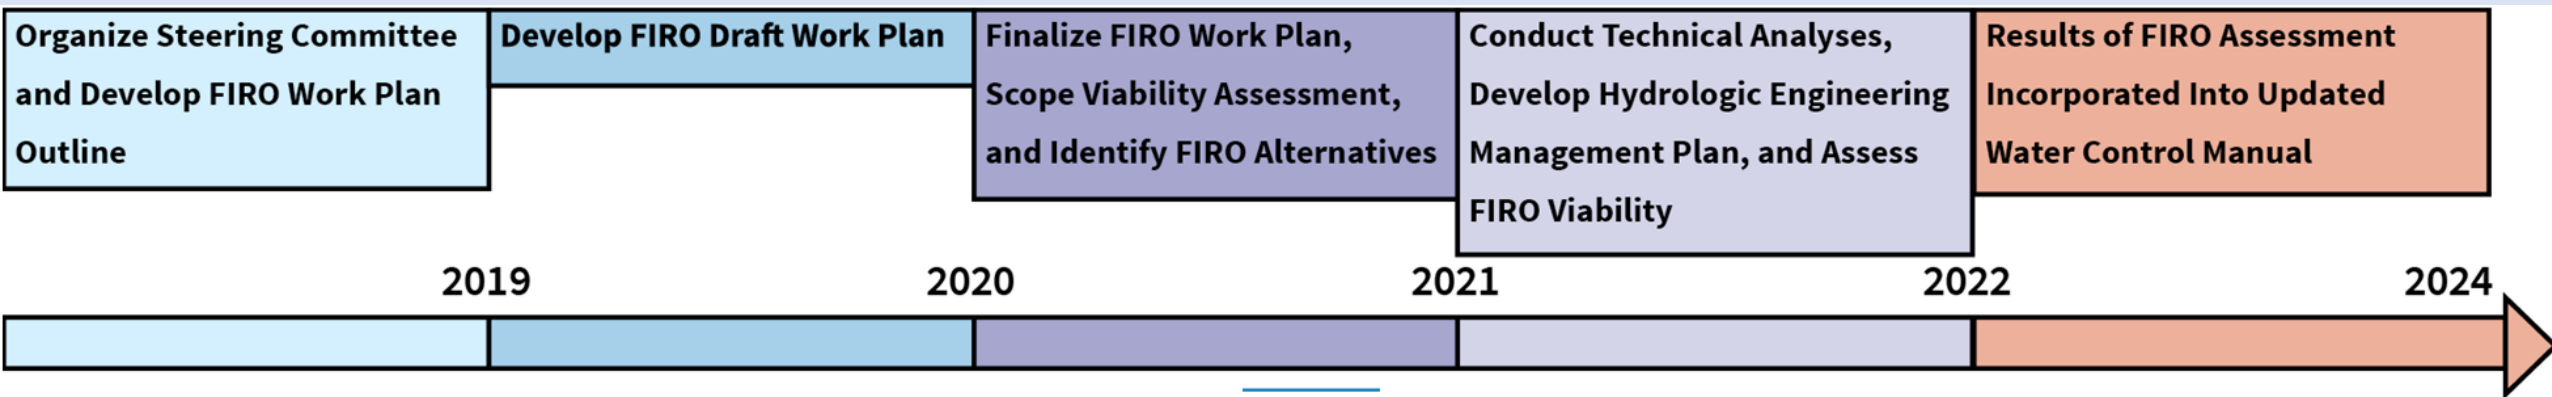 Organize Steering Committee
and Develop FIRO Work Plan
Outline
Develop FIRO Draft Work Plan
Finalize FIRO Work Plan,
Scope Viability Assessment,
and Identify FIRO Alternatives
Conduct Technical Analyses,
Develop Hydrologic Engineering
Management Plan, and Assess
FIRO Viability
Results of FIRO Assessment
Incorporated Into Updated
Water Control Manual
2019
2020
2021
2022
2024